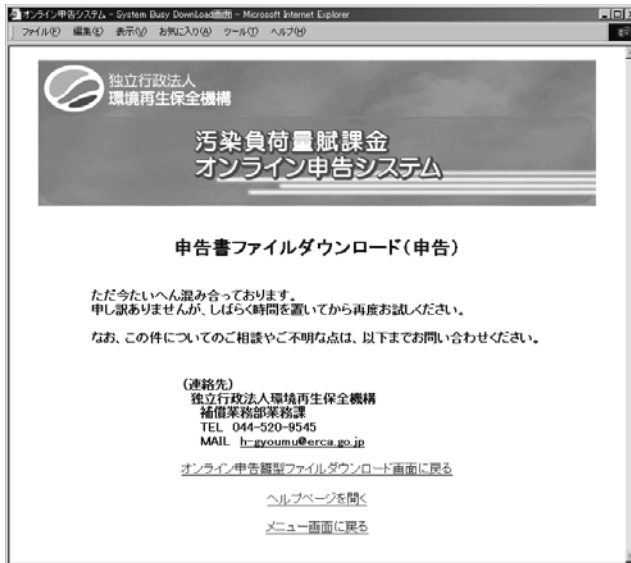 オンライン申告システム - System Busy DownLoad画面 - Microsoft Internet Explorer
ファイル(F) 編集(E) 表示(V) お気に入り(A) ツール(T) ヘルプ(H)
独立行政法人
環境再生保全機構
汚染負荷量賦課金
オンライン申告システム
申告書ファイルダウンロード(申告)
ただ今たいへん混み合っております。
申し訳ありませんが、しばらく時間を置いてから再度お試しください。
なお、この件についてのご相談やご不明な点は、以下までお問い合わせください。
(連絡先)
独立行政法人環境再生保全機構
補償業務部業務課
TEL 044-520-9545
MAIL h-gyoumu@erca.go.jp
オンライン申告雛型ファイルダウンロード画面に戻る
ヘルプページを開く
メニュー画面に戻る